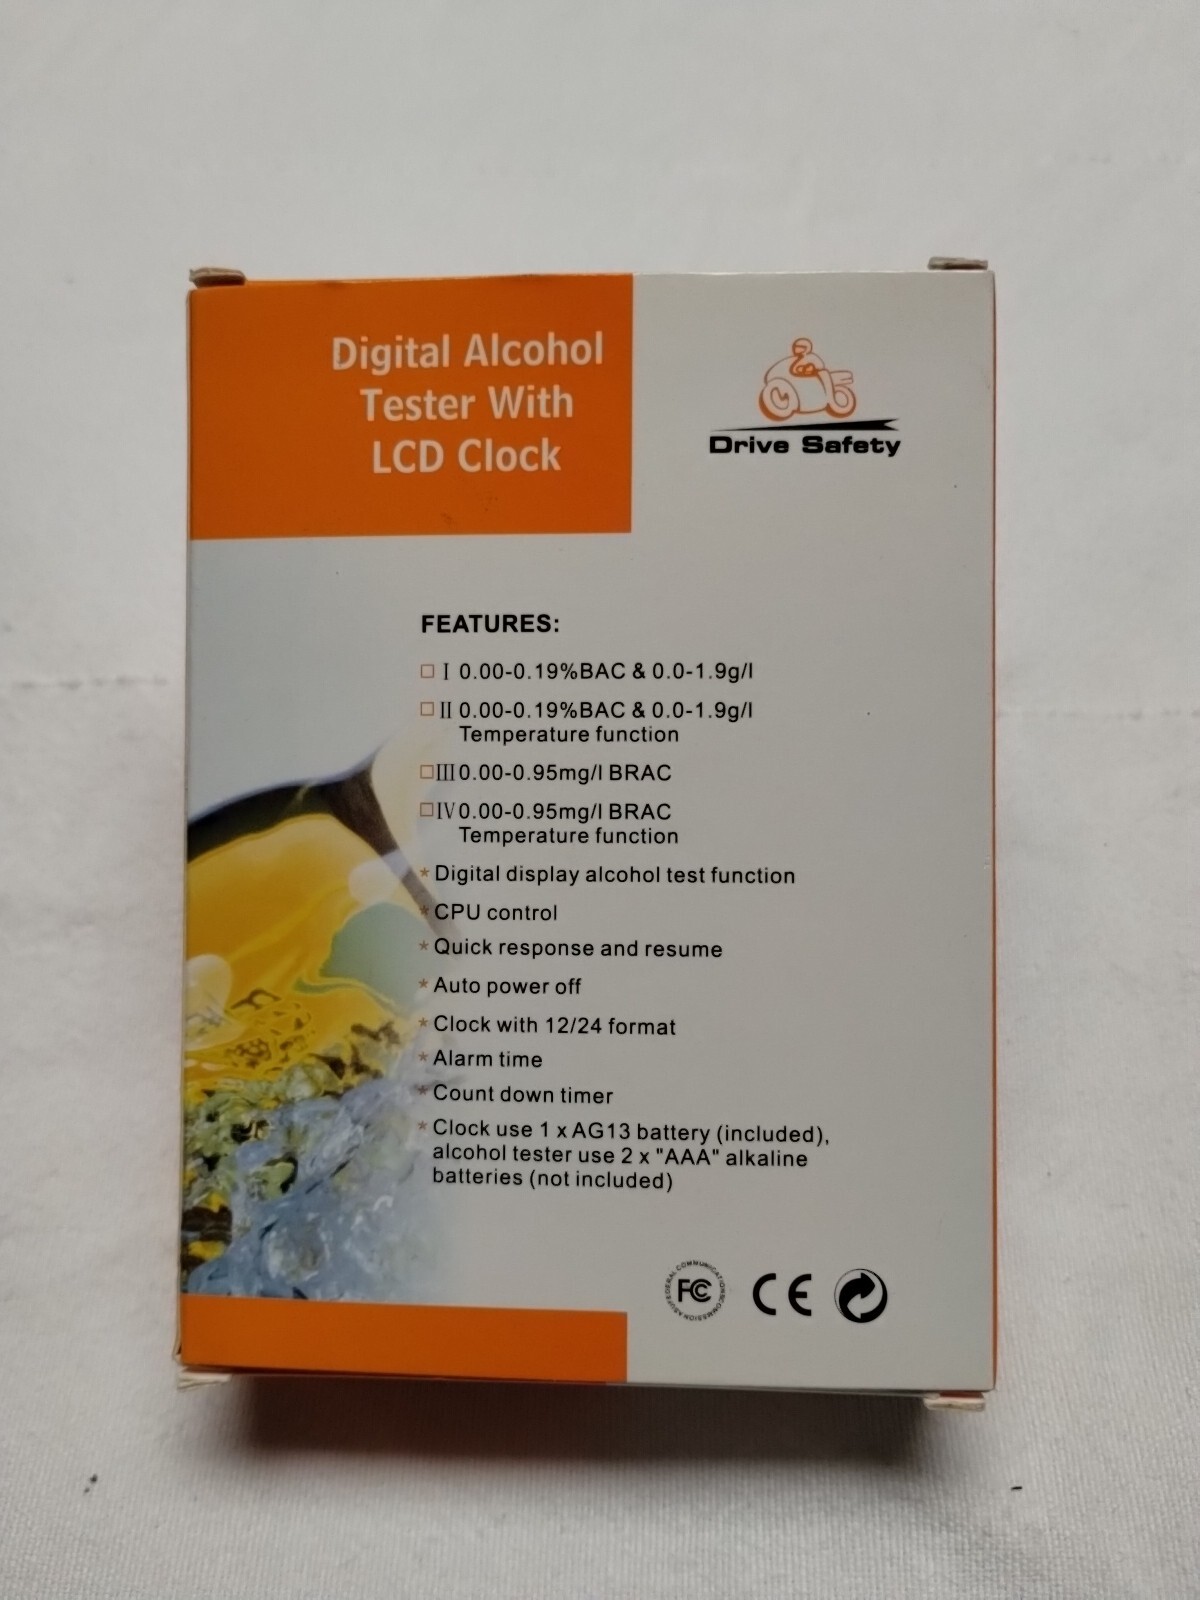 Digital Alcohol
Tester With
LCD Clock
Drive Safety
FEATURES:
□ I 0.00-0.19%BAC & 0.0-1.9g/l
□ II 0.00-0.19%BAC & 0.0-1.9g/l
Temperature function
□III 0.00-0.95mg/l BRAC
□IV 0.00-0.95mg/l BRAC
Temperature function
* Digital display alcohol test function
* CPU control
* Quick response and resume
* Auto power off
* Clock with 12/24 format
* Alarm time
* Count down timer
* Clock use 1 x AG13 battery (included),
alcohol tester use 2 x "AAA" alkaline
batteries (not included)
FC CE